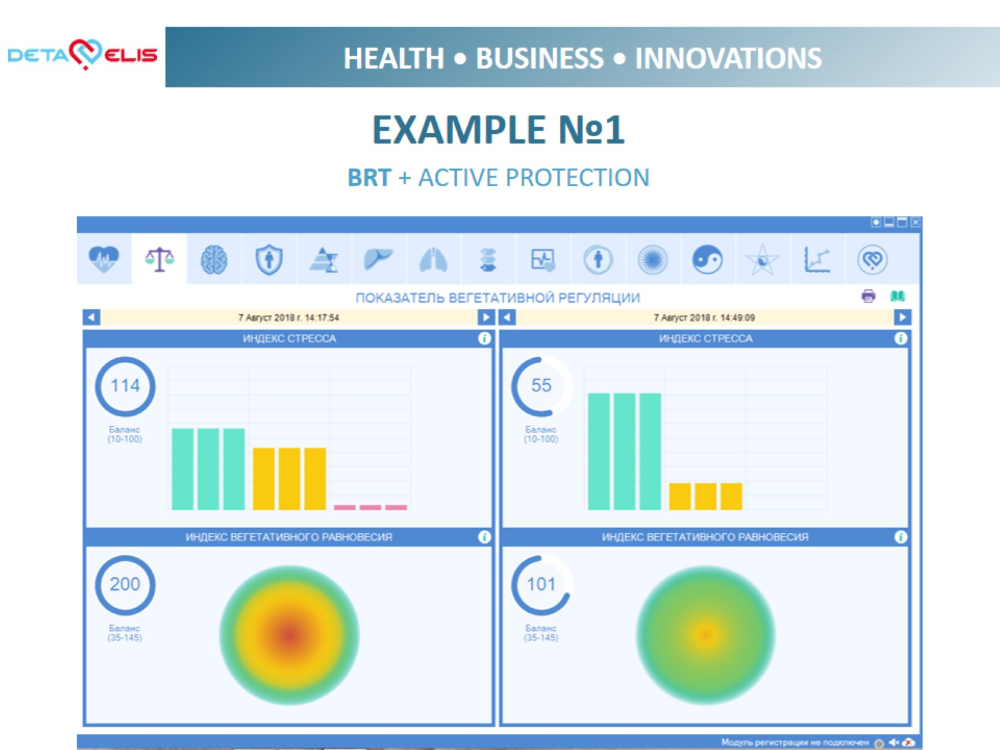 DETA ELIS
HEALTH • BUSINESS • INNOVATIONS
EXAMPLE №1
BRT + ACTIVE PROTECTION
ПОКАЗАТЕЛЬ ВЕГЕТАТИВНОЙ РЕГУЛЯЦИИ
7 Август 2018 г. 14:17:54
7 Август 2018 г. 14:49:09
ИНДЕКС СТРЕССА
114
Баланс
(10-100)
ИНДЕКС СТРЕССА
55
Баланс
(10-100)
ИНДЕКС ВЕГЕТАТИВНОГО РАВНОВЕСИЯ
200
Баланс
(35-145)
ИНДЕКС ВЕГЕТАТИВНОГО РАВНОВЕСИЯ
101
Баланс
(35-145)
Модуль регистрации не подключен